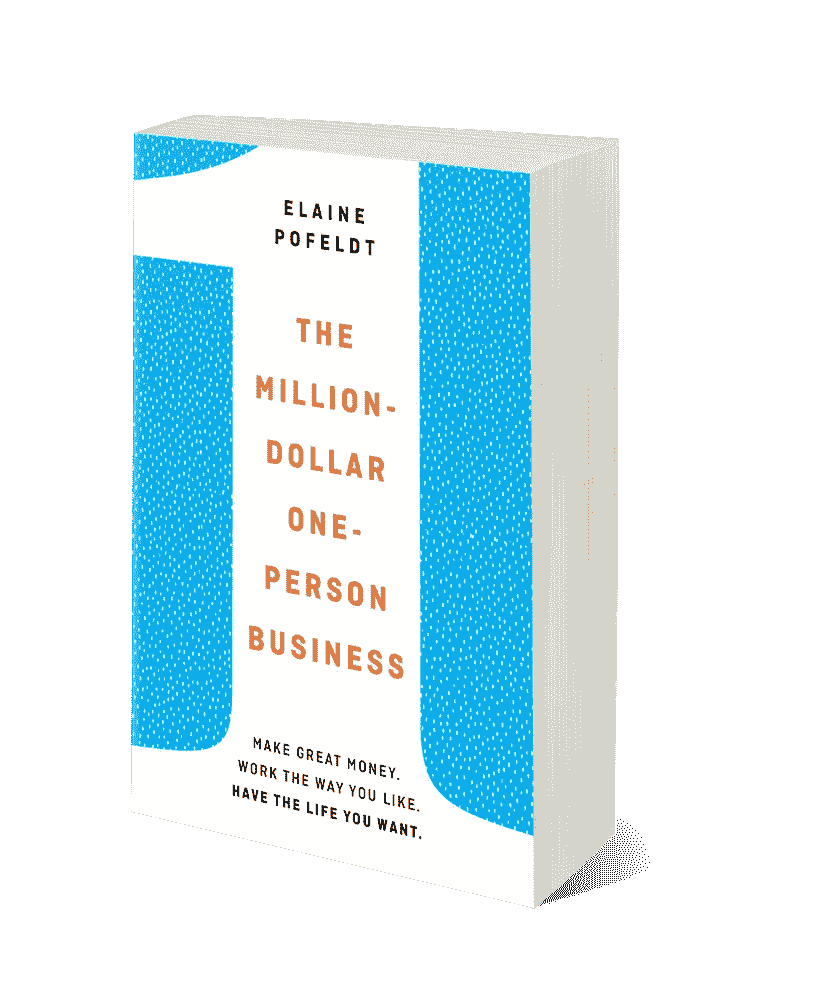 ELAINE
POFELDT
THE
MILLION-
DOLLAR
ONE-
PERSON
BUSINESS
MAKE GREAT MONEY.
WORK THE WAY YOU LIKE.
HAVE THE LIFE YOU WANT.